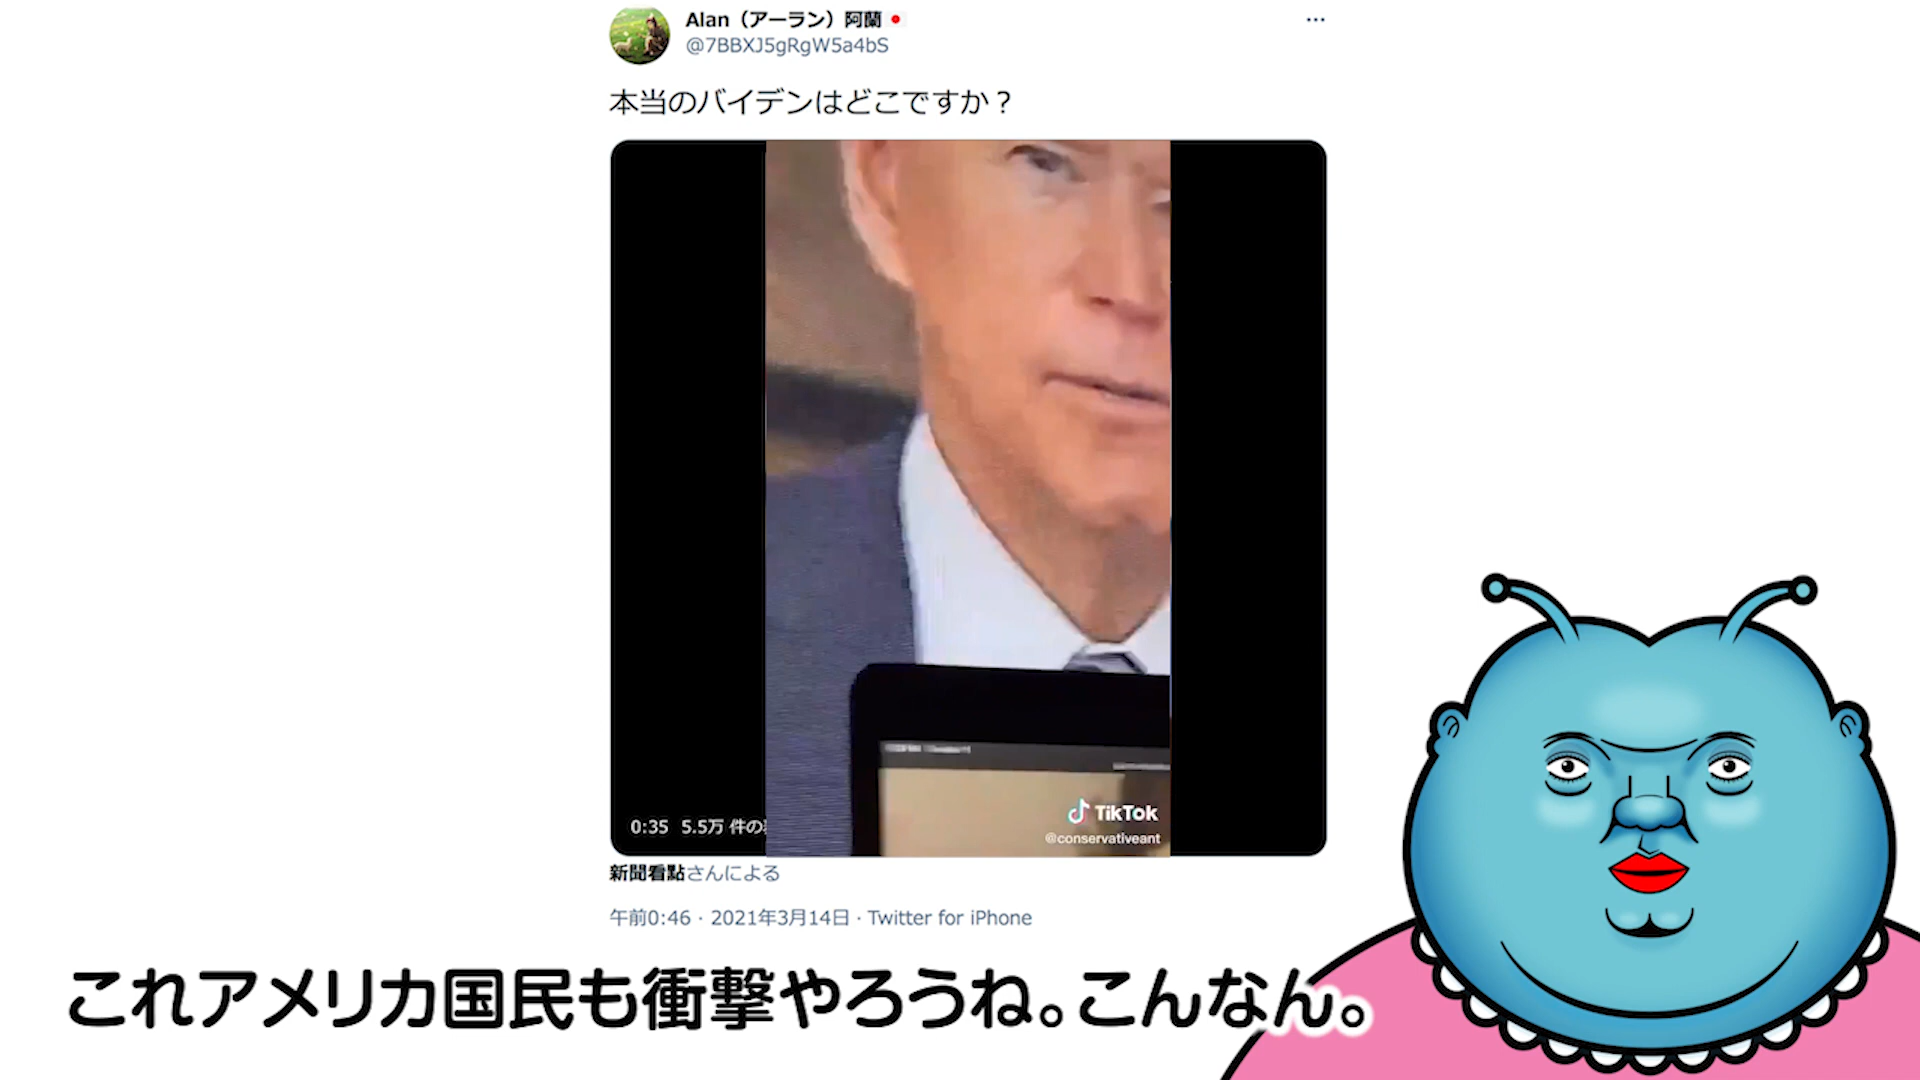 Alan（アーラン）阿蘭
@7BBXJ5gRgW5a4bS
本当のバイデンはどこですか？
TikTok
@conservativeant
0:35 5.5万 件の
新聞看點さんによる
午前0:46 · 2021年3月14日 · Twitter for iPhone
これアメリカ国民も衝撃やろうね。こんなん。